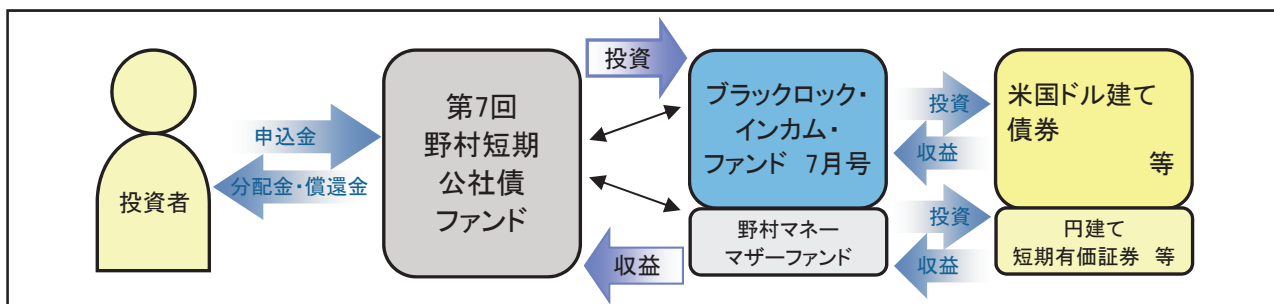 投資者
申込金
分配金・償還金
第7回
野村短期
公社債
ファンド
投資
収益
ブラックロック・
インカム・
ファンド 7月号
野村マネー
マザーファンド
投資
収益
投資
収益
米国ドル建て
債券
等
円建て
短期有価証券 等